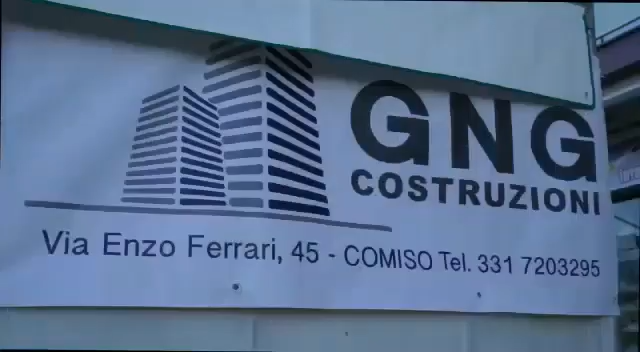 GNG
COSTRUZIONI
Via Enzo Ferrari, 45 - COMISO Tel. 331 7203295